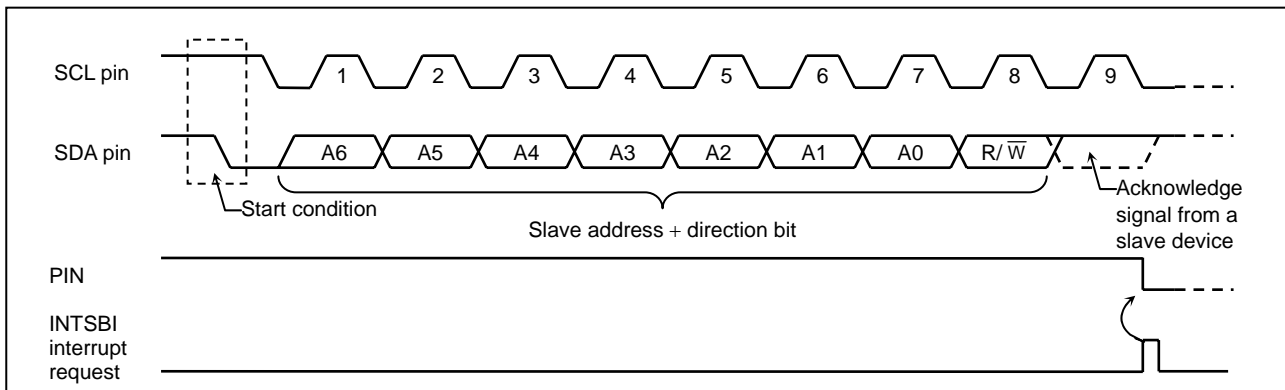 SCL pin
1 2 3 4 5 6 7 8 9
SDA pin
A6 A5 A4 A3 A2 A1 A0 R/W̅
Start condition
Slave address + direction bit
Acknowledge
signal from a
slave device
PIN
INTSBI
interrupt
request